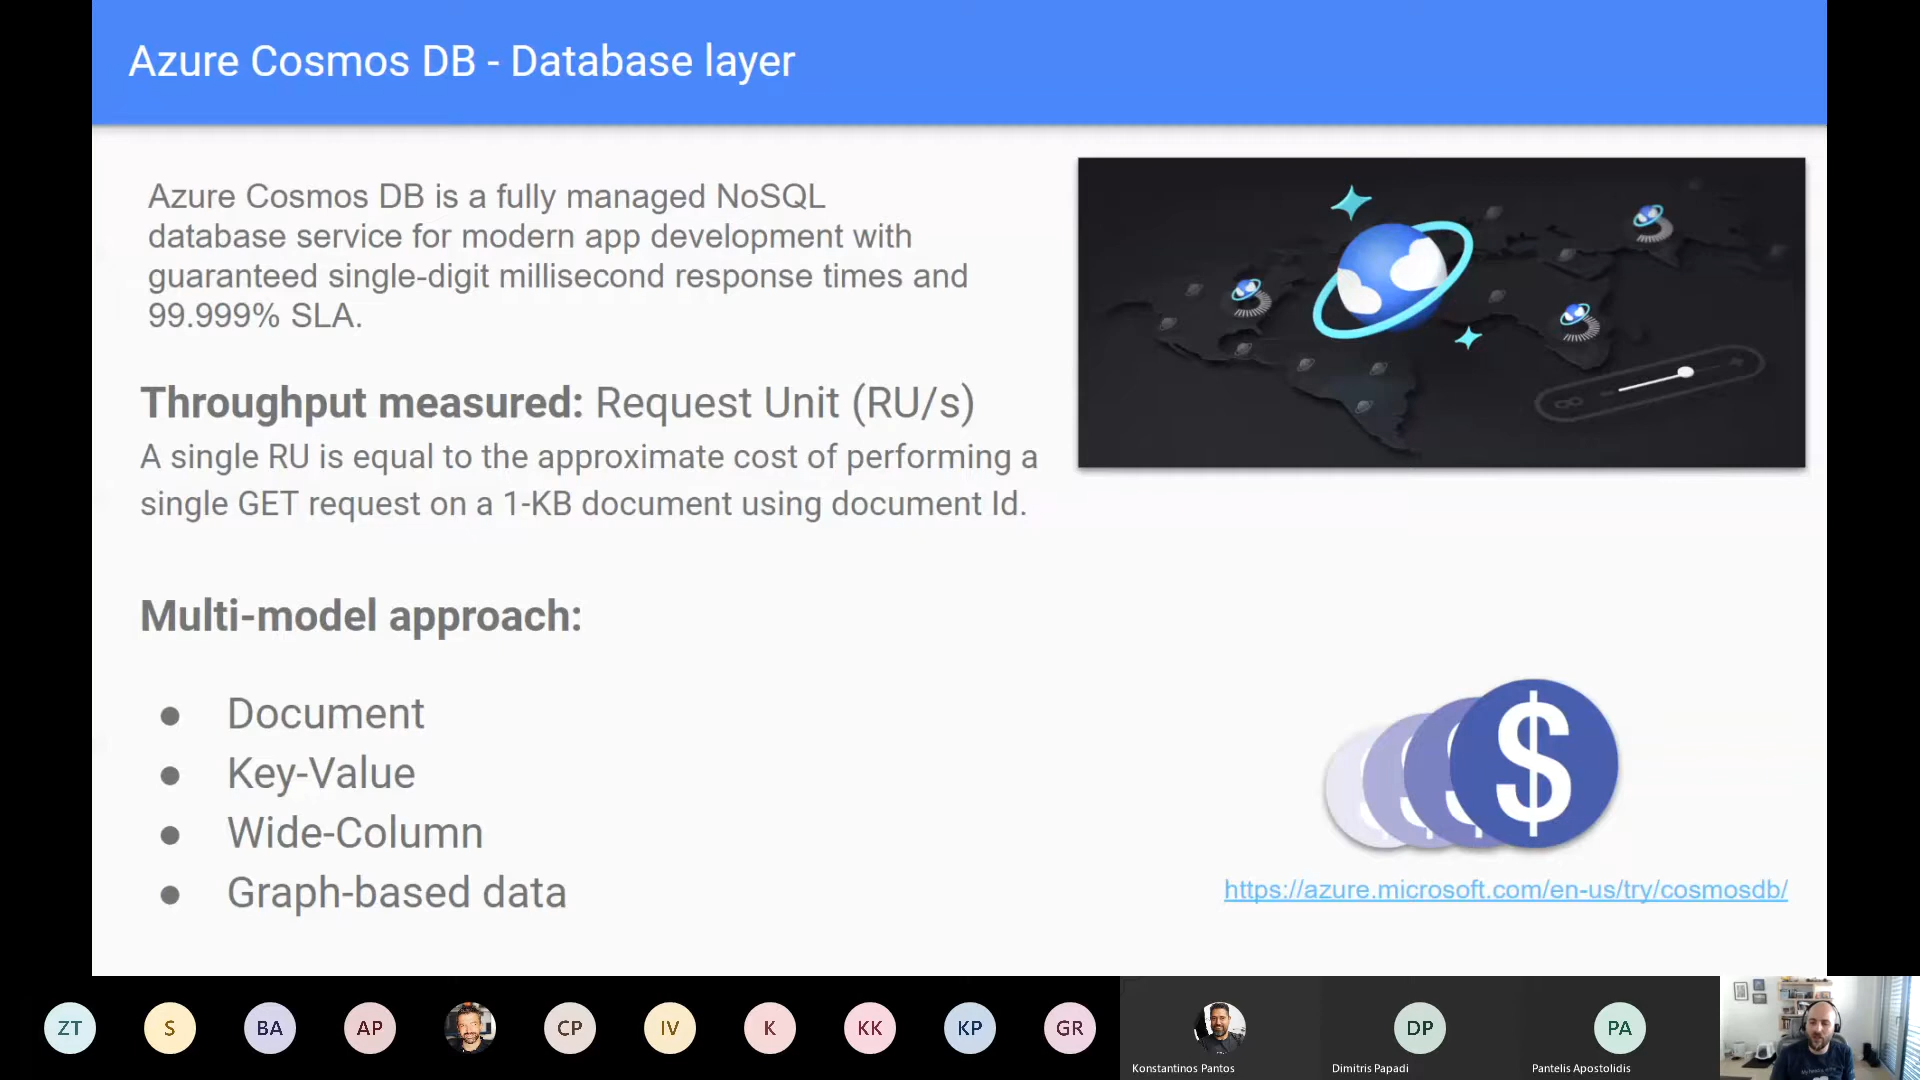 Azure Cosmos DB - Database layer
Azure Cosmos DB is a fully managed NoSQL
database service for modern app development with
guaranteed single-digit millisecond response times and
99.999% SLA.
Throughput measured: Request Unit (RU/s)
A single RU is equal to the approximate cost of performing a
single GET request on a 1-KB document using document Id.
Multi-model approach:
● Document
● Key-Value
● Wide-Column
● Graph-based data
$
https://azure.microsoft.com/en-us/try/cosmosdb/
ZT
S
BA
AP
CP
IV
K
KK
KP
GR
DP
PA
Konstantinos Pantos
Dimitris Papadi
Pantelis Apostolidis